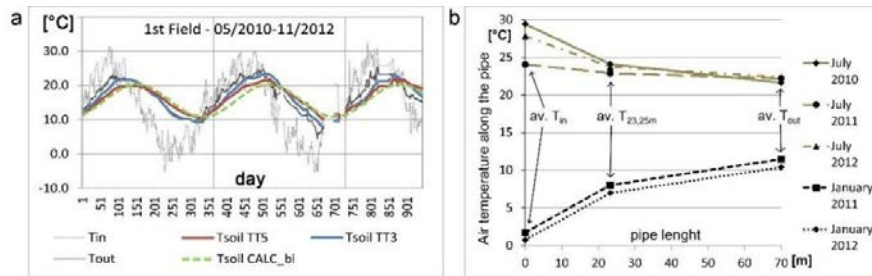 a
[°C]
1st Field - 05/2010-11/2012
30.0
20.0
10.0
0.0
-10.0
day
1 51 101 151 201 251 301 351 401 451 501 551 601 651 701 751 801 851 901
Tin
Tsoil TT5
Tsoil TT3
Tout
Tsoil CALC_bl
b
Air temperature along the pipe
30
[°C]
25
20
15
10
5
0
av. Tin
av. T23,25m
av. Tout
pipe lenght
0 10 20 30 40 50 60 70 [m]
July
2010
July
2011
July
2012
January
2011
January
2012